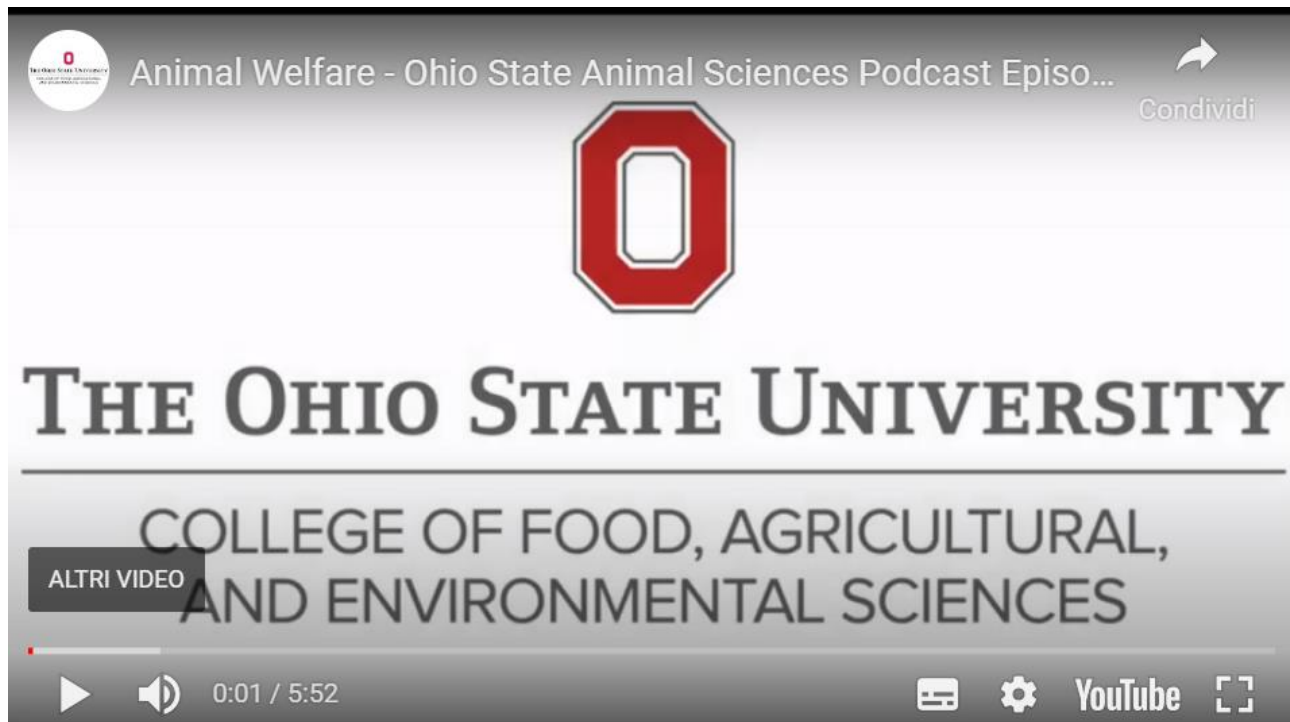 Animal Welfare - Ohio State Animal Sciences Podcast Episo...
Condividi
THE OHIO STATE UNIVERSITY
COLLEGE OF FOOD, AGRICULTURAL,
AND ENVIRONMENTAL SCIENCES
ALTRI VIDEO
0:01 / 5:52
YouTube